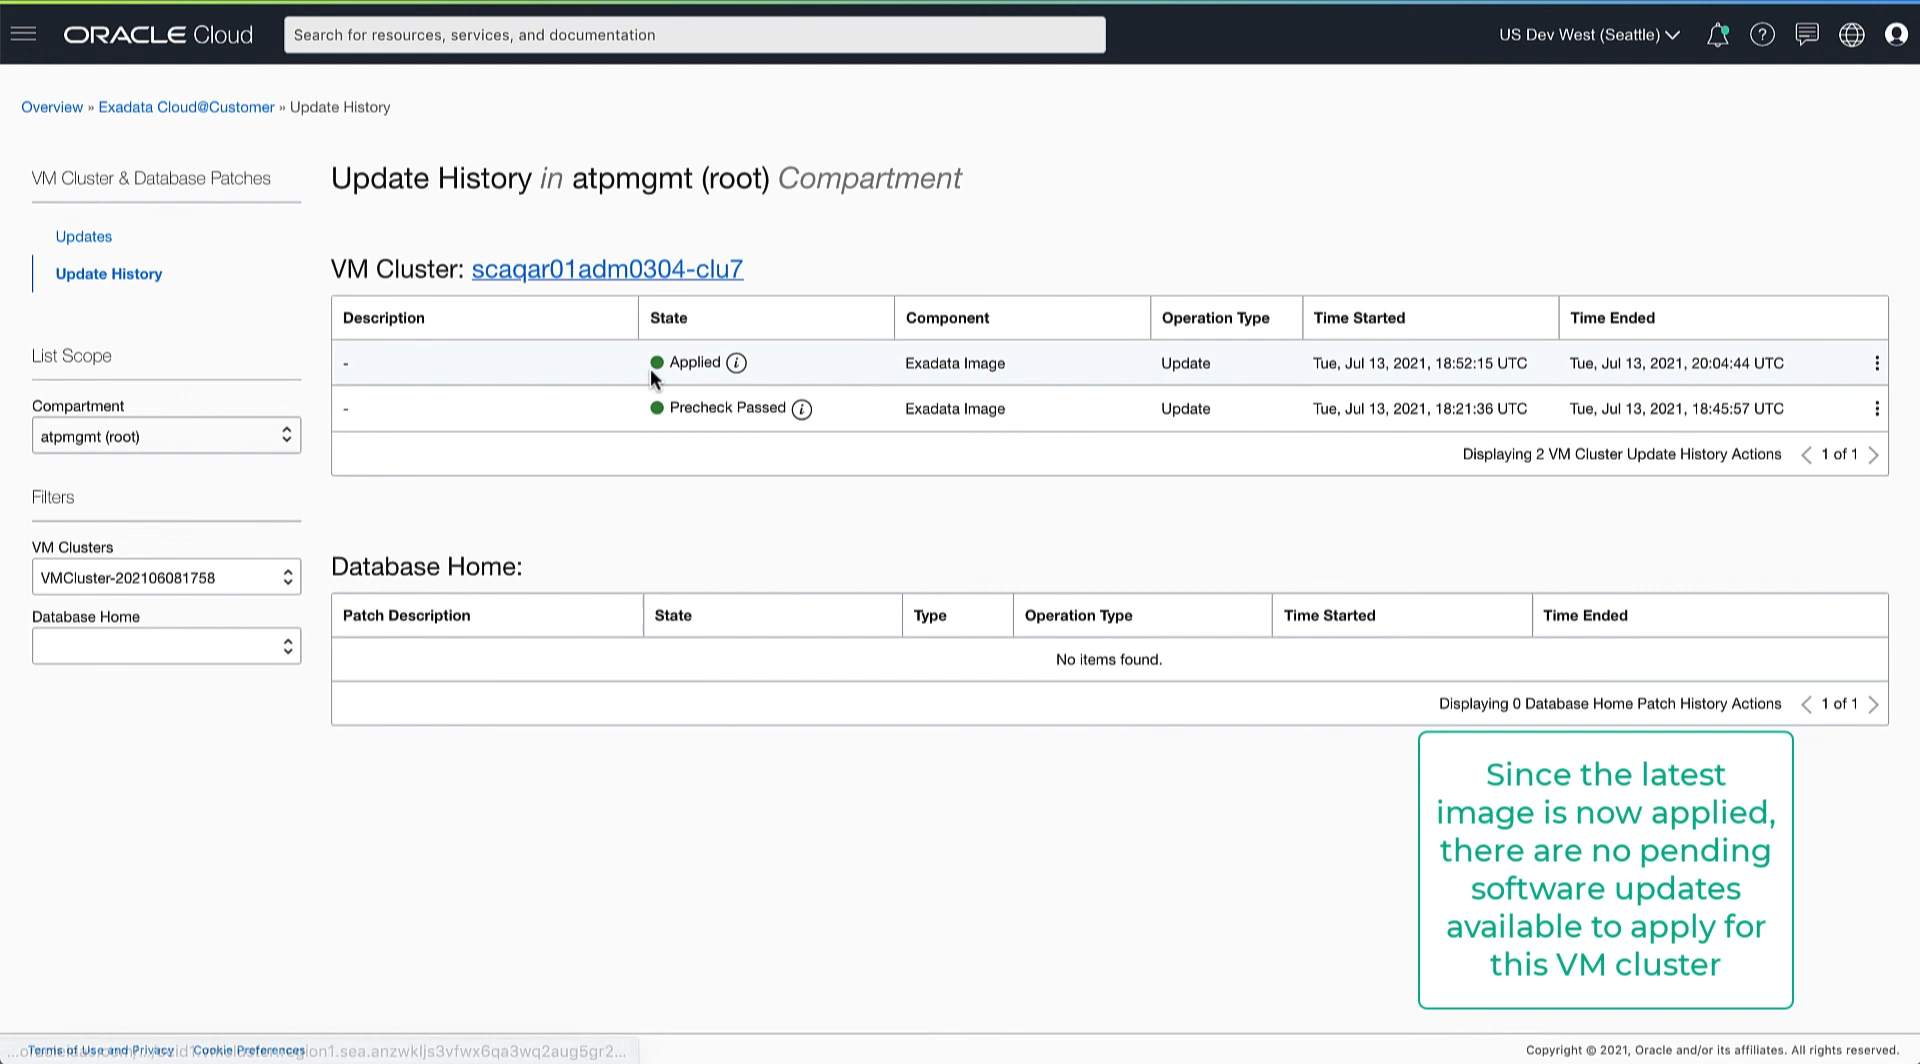 ORACLE Cloud
Search for resources, services, and documentation
US Dev West (Seattle)
Overview » Exadata Cloud@Customer » Update History
VM Cluster & Database Patches
Updates
Update History
List Scope
Compartment
atpmgmt (root)
Filters
VM Clusters
VMCluster-202106081758
Database Home
Update History in atpmgmt (root) Compartment
VM Cluster: scaqar01adm0304-clu7
Description State Component Operation Type Time Started Time Ended
- Applied Exadata Image Update Tue, Jul 13, 2021, 18:52:15 UTC Tue, Jul 13, 2021, 20:04:44 UTC
- Precheck Passed Exadata Image Update Tue, Jul 13, 2021, 18:21:36 UTC Tue, Jul 13, 2021, 18:45:57 UTC
Displaying 2 VM Cluster Update History Actions < 1 of 1 >
Database Home:
Patch Description State Type Operation Type Time Started Time Ended
No items found.
Displaying 0 Database Home Patch History Actions < 1 of 1 >
Since the latest
image is now applied,
there are no pending
software updates
available to apply for
this VM cluster
Terms of Use and Privacy Cookie Preferences
Copyright © 2021, Oracle and/or its affiliates. All rights reserved.